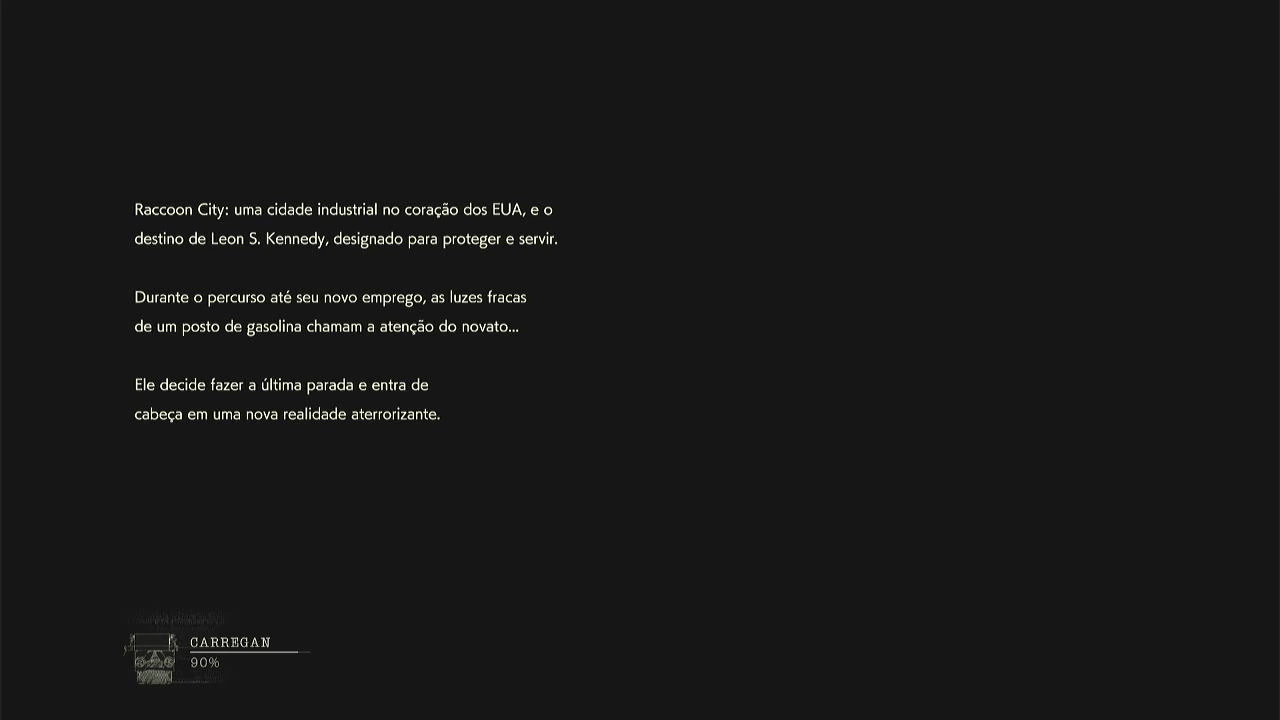 Raccoon City: uma cidade industrial no coração dos EUA, e o
destino de Leon S. Kennedy, designado para proteger e servir.
Durante o percurso até seu novo emprego, as luzes fracas
de um posto de gasolina chamam a atenção do novato...
Ele decide fazer a última parada e entra de
cabeça em uma nova realidade aterrorizante.
CARREGAN
90%